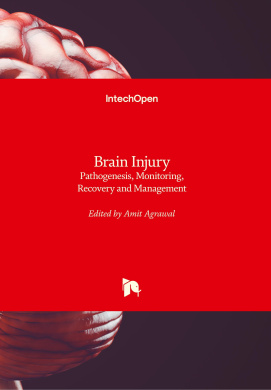 IntechOpen
Brain Injury
Pathogenesis, Monitoring,
Recovery and Management
Edited by Amit Agrawal